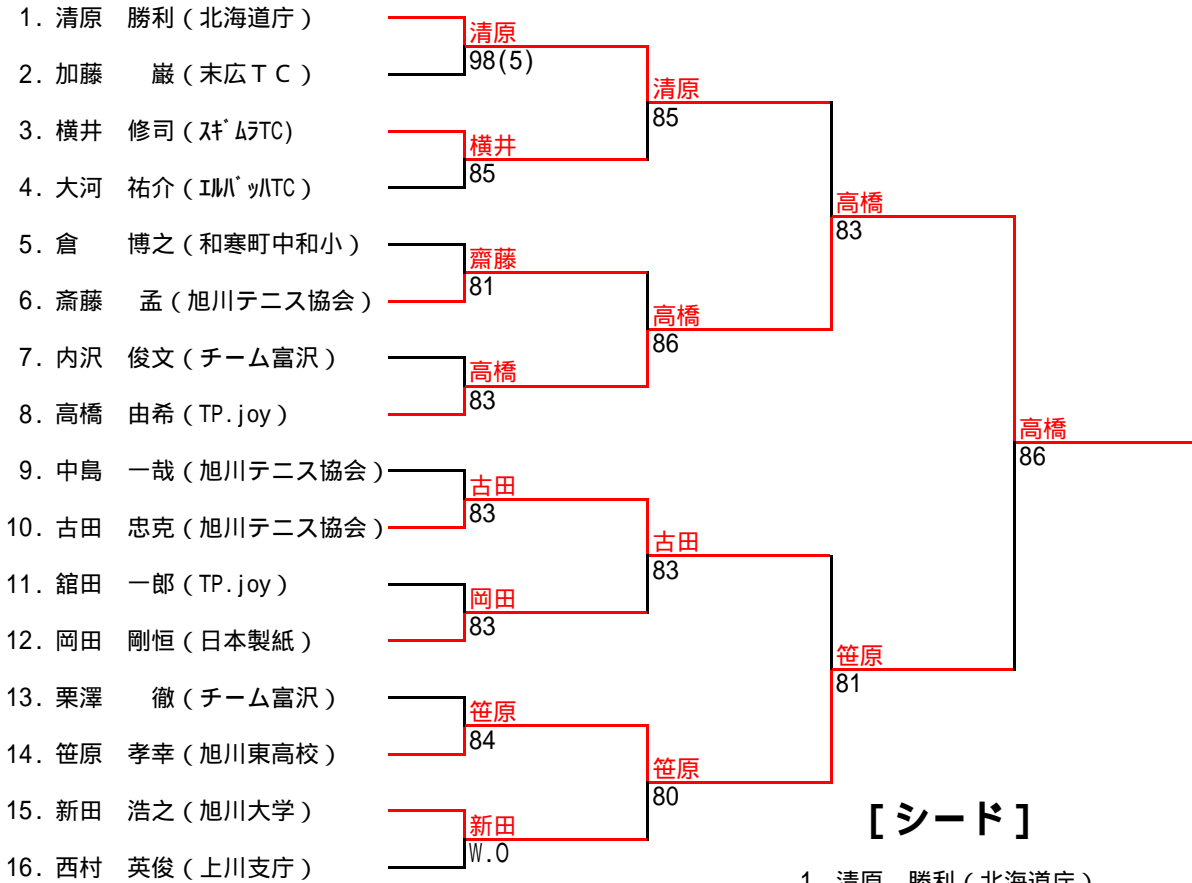 1. 清原　勝利(北海道庁)
2. 加藤　　巌(末広TC)
3. 横井　修司(ｽｷﾞﾑﾗTC)
4. 大河　祐介(ｴﾙﾊﾞｯﾊTC)
5. 倉　　博之(和寒町中和小)
6. 斎藤　孟(旭川テニス協会)
7. 内沢　俊文(チーム富沢)
8. 高橋　由希(TP.joy)
9. 中島　一哉(旭川テニス協会)
10. 古田　忠克(旭川テニス協会)
11. 舘田　一郎(TP.joy)
12. 岡田　剛恒(日本製紙)
13. 栗澤　　徹(チーム富沢)
14. 笹原　孝幸(旭川東高校)
15. 新田　浩之(旭川大学)
16. 西村　英俊(上川支庁)
清原
98(5)
横井
85
齋藤
81
高橋
83
古田
83
岡田
83
笹原
84
新田
W.O
清原
85
高橋
86
古田
83
笹原
80
高橋
83
笹原
81
高橋
86
[シード]
1. 清原　勝利(北海道庁)